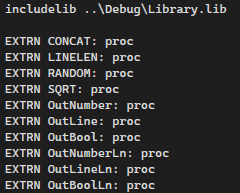 includelib ..\Debug\Library.lib
EXTRN CONCAT: proc
EXTRN LINELEN: proc
EXTRN RANDOM: proc
EXTRN SQRT: proc
EXTRN OutNumber: proc
EXTRN OutLine: proc
EXTRN OutBool: proc
EXTRN OutNumberLn: proc
EXTRN OutLineLn: proc
EXTRN OutBoolLn: proc